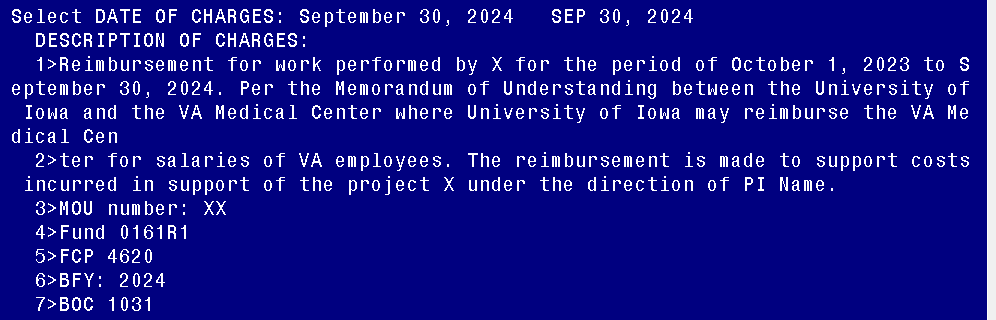 Select DATE OF CHARGES: September 30, 2024   SEP 30, 2024
  DESCRIPTION OF CHARGES:
  1>Reimbursement for work performed by X for the period of October 1, 2023 to S
eptember 30, 2024. Per the Memorandum of Understanding between the University of
 Iowa and the VA Medical Center where University of Iowa may reimburse the VA Me
dical Cen
  2>ter for salaries of VA employees. The reimbursement is made to support costs
 incurred in support of the project X under the direction of PI Name.
  3>MOU number: XX
  4>Fund 0161R1
  5>FCP 4620
  6>BFY: 2024
  7>BOC 1031